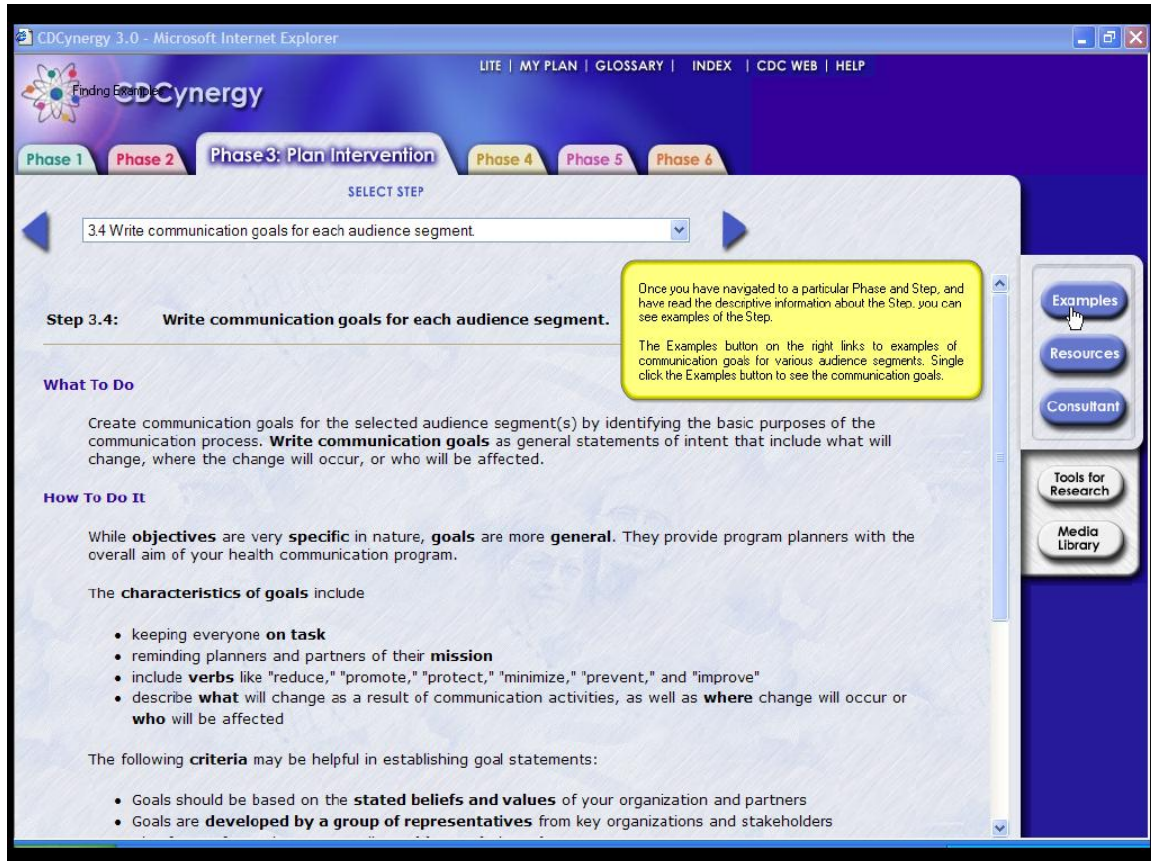 CDCynergy 3.0 - Microsoft Internet Explorer
LITE | MY PLAN | GLOSSARY | INDEX | CDC WEB | HELP
Findng Examples
CDCynergy
Phase 1
Phase 2
Phase 3: Plan Intervention
Phase 4
Phase 5
Phase 6
SELECT STEP
3.4 Write communication goals for each audience segment.
Once you have navigated to a particular Phase and Step, and
have read the descriptive information about the Step, you can
see examples of the Step.
The Examples button on the right links to examples of
communication goals for various audience segments. Single
click the Examples button to see the communication goals.
Step 3.4: Write communication goals for each audience segment.
What To Do
Create communication goals for the selected audience segment(s) by identifying the basic purposes of the
communication process. Write communication goals as general statements of intent that include what will
change, where the change will occur, or who will be affected.
How To Do It
While objectives are very specific in nature, goals are more general. They provide program planners with the
overall aim of your health communication program.
The characteristics of goals include
• keeping everyone on task
• reminding planners and partners of their mission
• include verbs like "reduce," "promote," "protect," "minimize," "prevent," and "improve"
• describe what will change as a result of communication activities, as well as where change will occur or
who will be affected
The following criteria may be helpful in establishing goal statements:
• Goals should be based on the stated beliefs and values of your organization and partners
• Goals are developed by a group of representatives from key organizations and stakeholders
Examples
Resources
Consultant
Tools for
Research
Media
Library